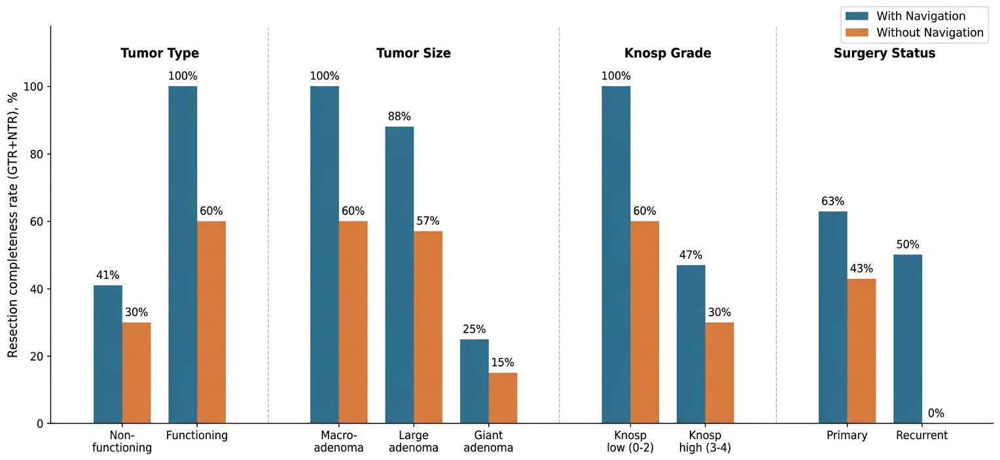 With Navigation
Without Navigation
Tumor Type
Tumor Size
Knosp Grade
Surgery Status
Resection completeness rate (GTR+NTR), %
100
80
60
40
20
0
41%
30%
100%
60%
100%
60%
88%
57%
25%
15%
100%
60%
47%
30%
63%
43%
50%
0%
Non-
functioning
Functioning
Macro-
adenoma
Large
adenoma
Giant
adenoma
Knosp
low (0-2)
Knosp
high (3-4)
Primary
Recurrent